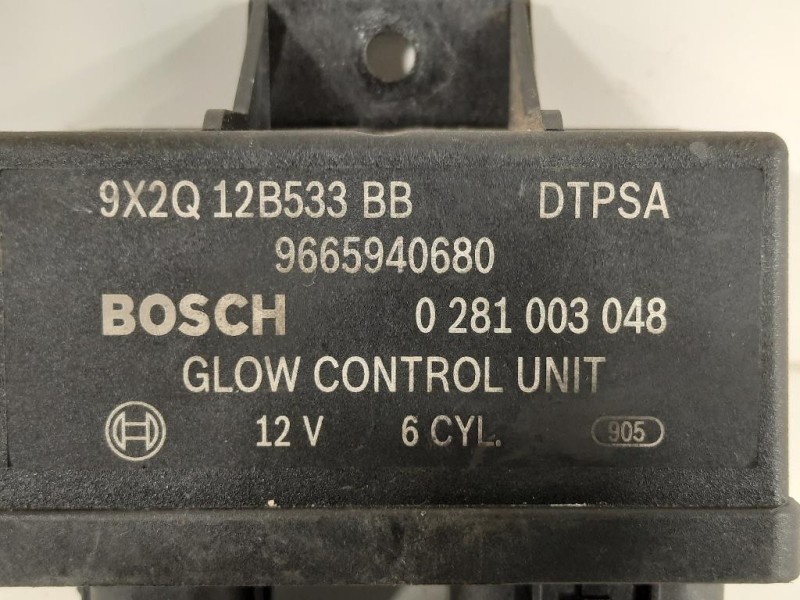 9X2Q 12B533 BB DTPSA
9665940680
BOSCH 0 281 003 048
GLOW CONTROL UNIT
12 V 6 CYL. 905